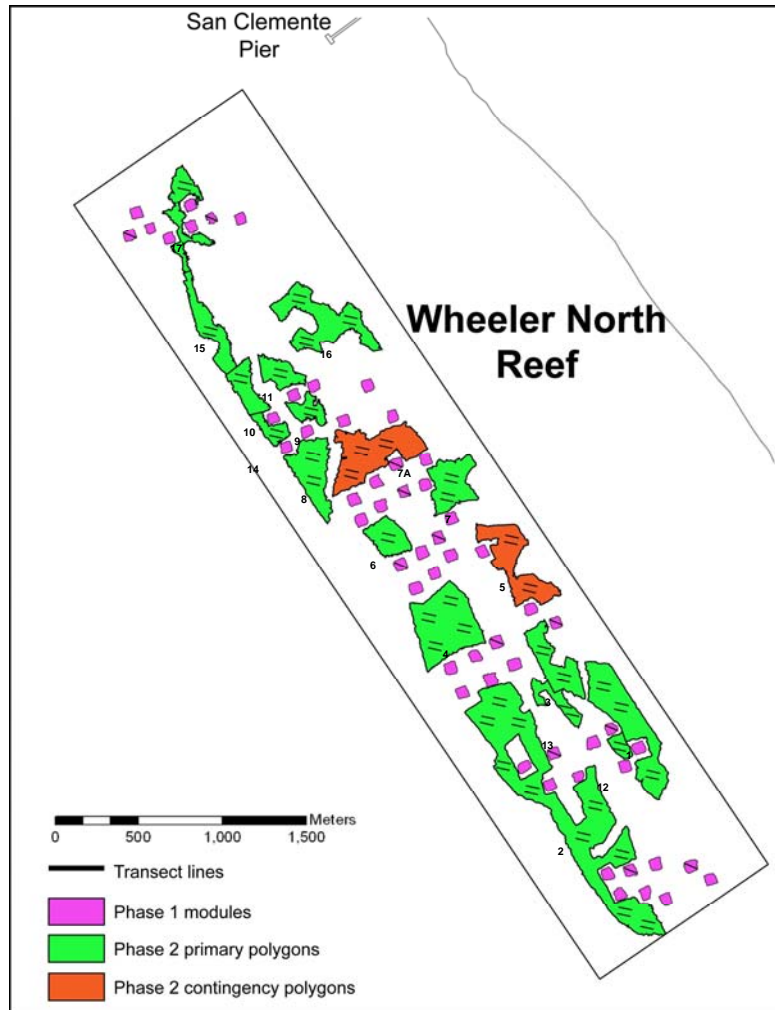 San Clemente
Pier
Wheeler North
Reef
15
16
11
10
9
14
8
7A
7
6
5
4
3
13
12
2
Meters
0 500 1,000 1,500
Transect lines
Phase 1 modules
Phase 2 primary polygons
Phase 2 contingency polygons